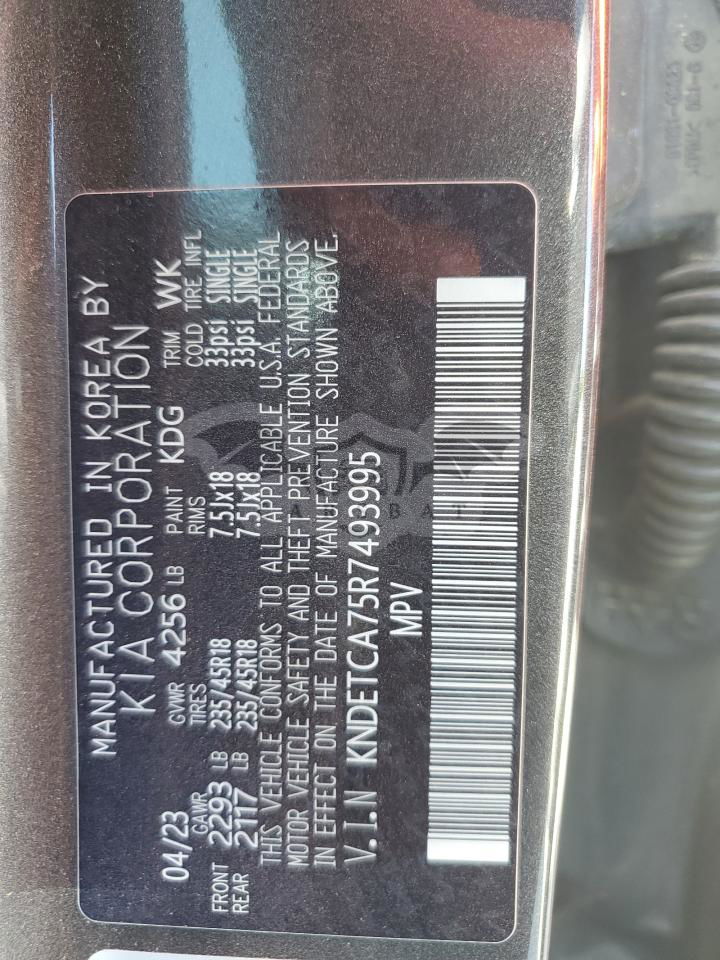 MANUFACTURED IN KOREA BY
KIA CORPORATION
04/23 GVWR 4256 LB PAINT KDG TRIM WK
GAWR TIRES RIMS COLD TIRE INFL
FRONT 2293 LB 235/45R18 7.5Jx18 33psi SINGLE
REAR 2117 LB 235/45R18 7.5Jx18 33psi SINGLE
THIS VEHICLE CONFORMS TO ALL APPLICABLE U.S.A. FEDERAL
MOTOR VEHICLE SAFETY AND THEFT PREVENTION STANDARDS
IN EFFECT ON THE DATE OF MANUFACTURE SHOWN ABOVE.
V.I.N KNDETCA75R7493995
MPV